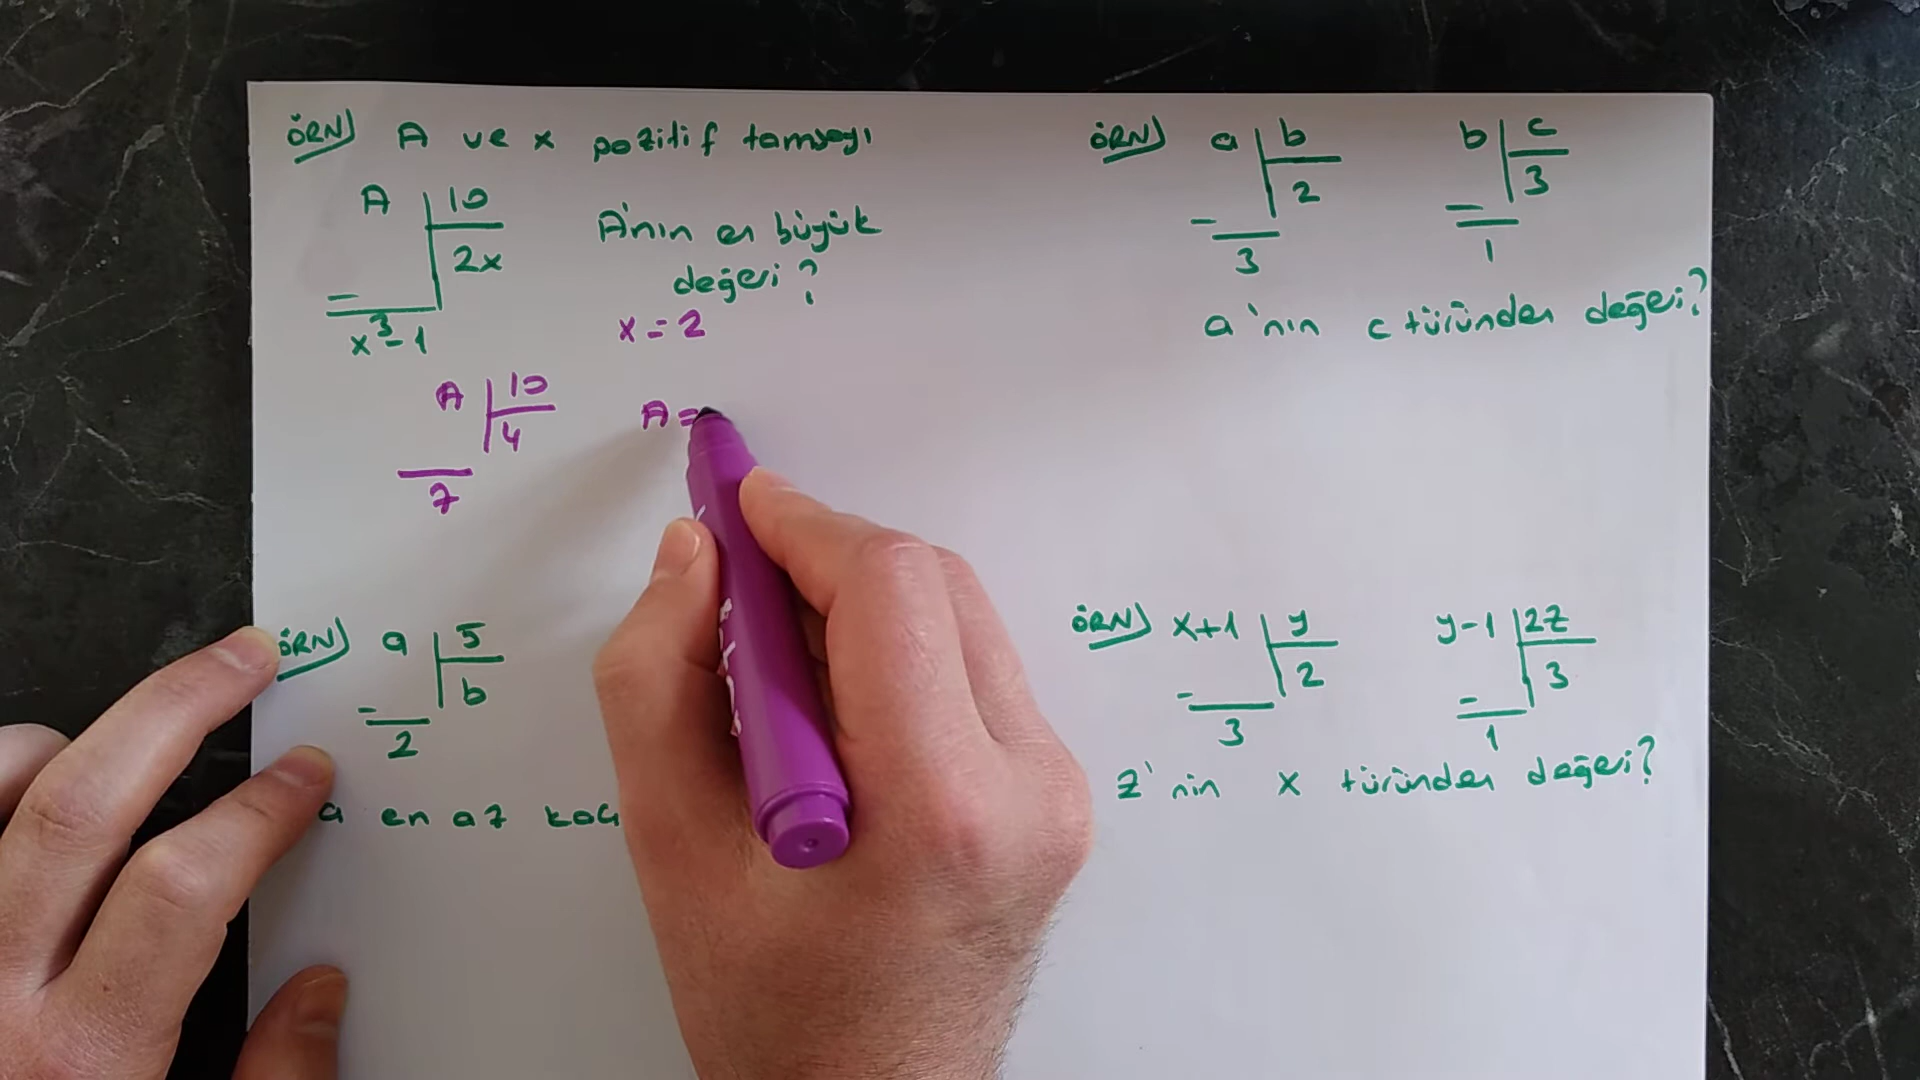 ÖRN) A ve x pozitif tamsayı
A | 10
2x
-
x³-1
A'nın en büyük
değeri?
x = 2
A | 10
4
7
A =
ÖRN) a | 5
b
-
2
a en az kaç
ÖRN) a | b
2
-
3
b | c
3
-
1
a'nın c türünden değeri?
ÖRN) x+1 | y
2
-
3
y-1 | 2z
3
-
1
z'nin x türünden değeri?